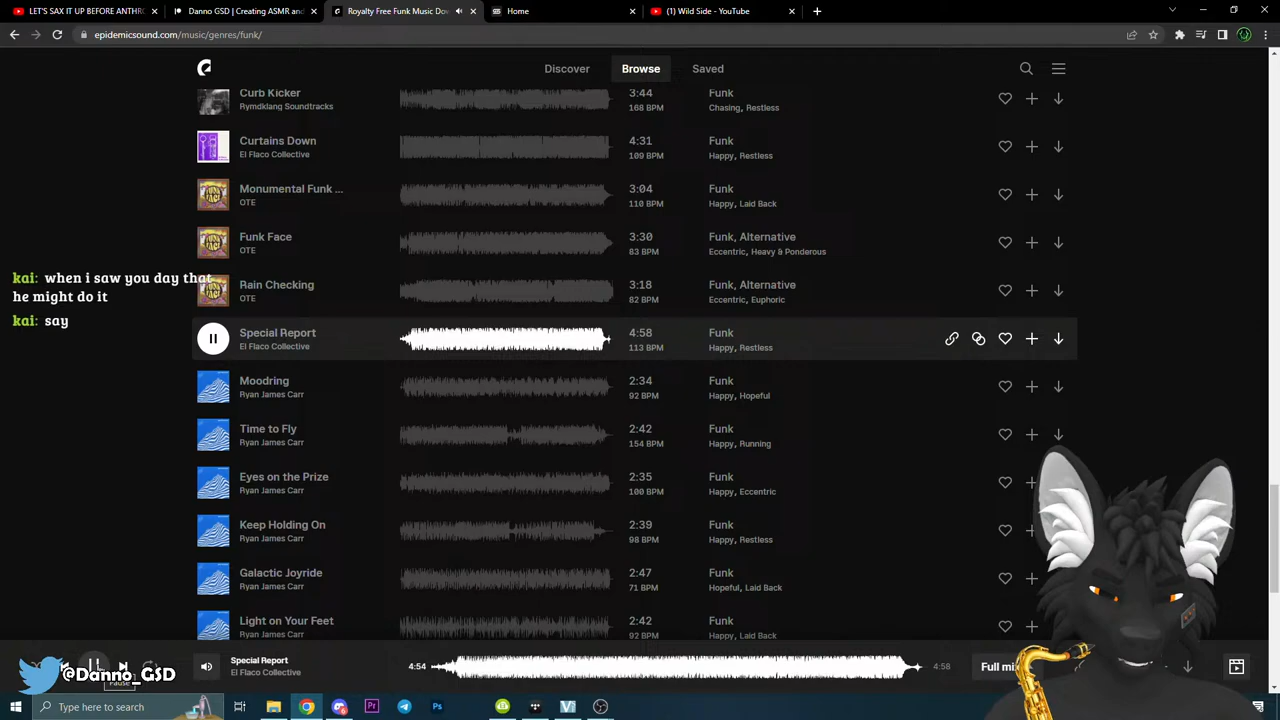 LET'S SAX IT UP BEFORE ANTHR
Danno GSD | Creating ASMR and
Royalty Free Funk Music Dow
Home
(1) Wild Side - YouTube
epidemicsound.com/music/genres/funk/
Discover
Browse
Saved
Curb Kicker
Rymdklang Soundtracks
3:44
168 BPM
Funk
Chasing, Restless
Curtains Down
El Flaco Collective
4:31
109 BPM
Funk
Happy, Restless
Monumental Funk ...
OTE
3:04
110 BPM
Funk
Happy, Laid Back
Funk Face
OTE
3:30
83 BPM
Funk, Alternative
Eccentric, Heavy & Ponderous
kai: when i saw you day that
he might do it
kai: say
Rain Checking
OTE
3:18
82 BPM
Funk, Alternative
Eccentric, Euphoric
Special Report
El Flaco Collective
4:58
113 BPM
Funk
Happy, Restless
Moodring
Ryan James Carr
2:34
92 BPM
Funk
Happy, Hopeful
Time to Fly
Ryan James Carr
2:42
154 BPM
Funk
Happy, Running
Eyes on the Prize
Ryan James Carr
2:35
100 BPM
Funk
Happy, Eccentric
Keep Holding On
Ryan James Carr
2:39
98 BPM
Funk
Happy, Restless
Galactic Joyride
Ryan James Carr
2:47
71 BPM
Funk
Hopeful, Laid Back
Light on Your Feet
Ryan James Carr
2:42
92 BPM
Funk
Happy, Laid Back
@Danno_GSD
Pause
Special Report
El Flaco Collective
4:54
4:58
Full mi
Type here to search